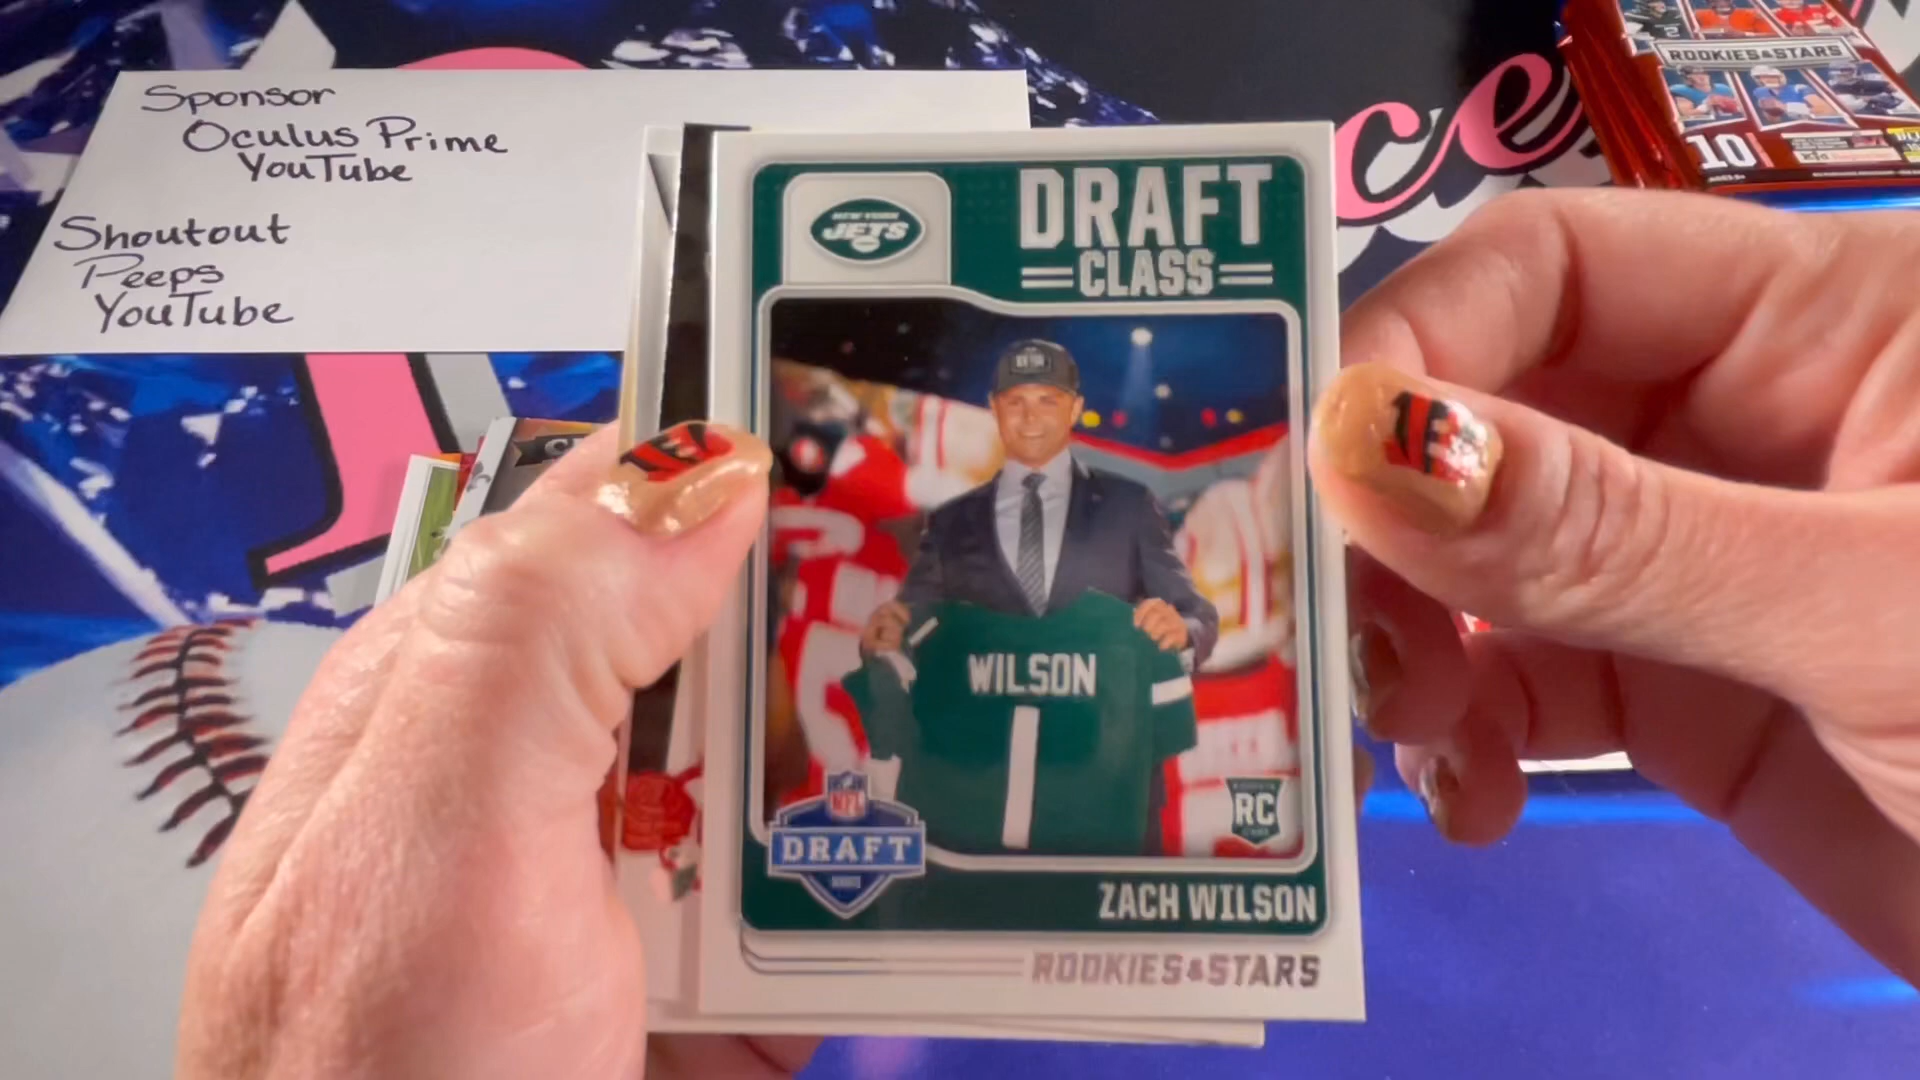 Sponsor
Oculus Prime
YouTube
Shoutout
Peeps
YouTube
ROOKIES&STARS
10
NEW YORK
JETS
DRAFT
CLASS
WILSON
1
NFL
DRAFT
RC
ZACH WILSON
ROOKIES&STARS